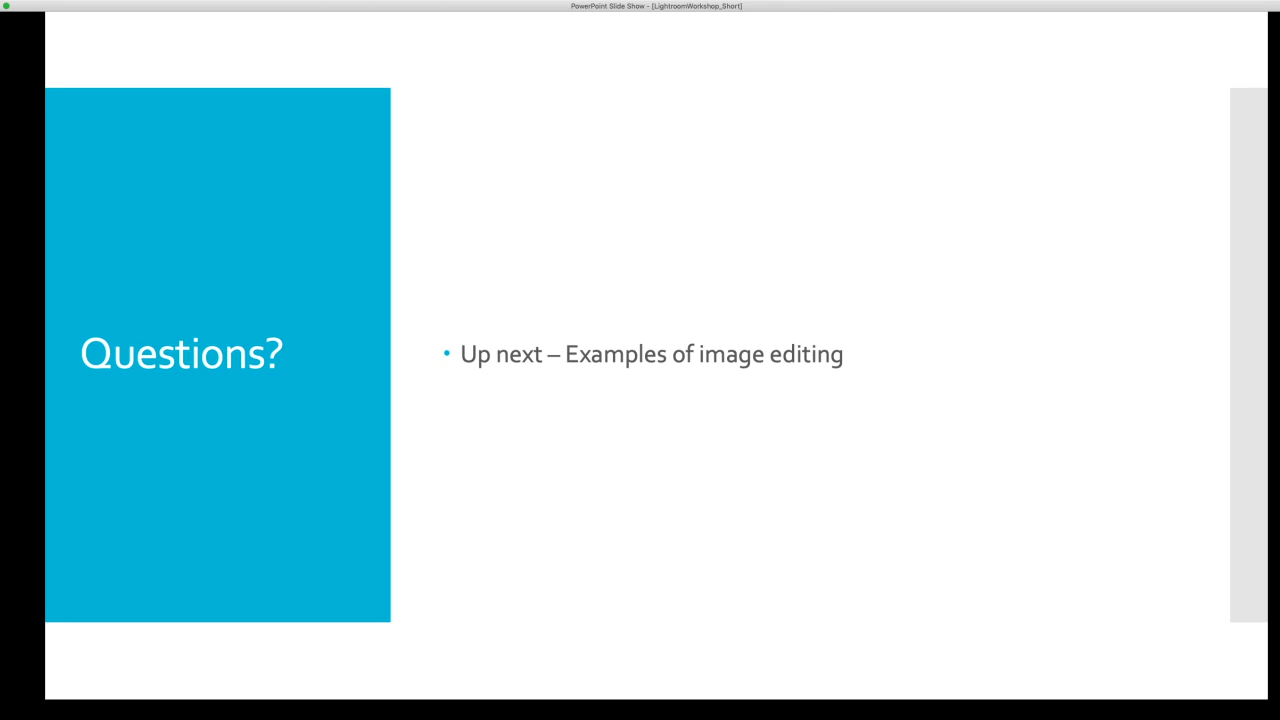 PowerPoint Slide Show - [LightroomWorkshop_Short]
Questions?
• Up next – Examples of image editing